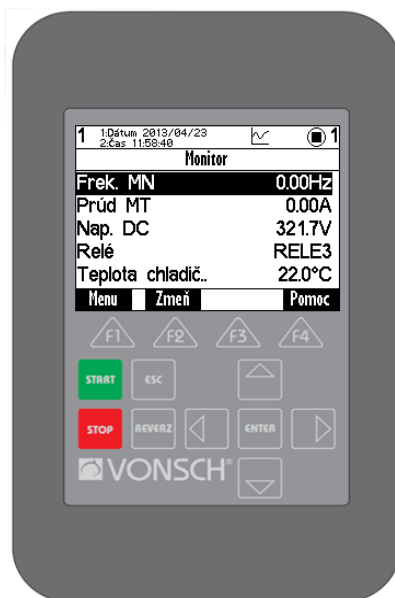 1 1:Dátum 2013/04/23 1
2:Čas 11:58:40
Monitor
Frek. MN 0.00Hz
Prúd MT 0.00A
Nap. DC 321.7V
Relé RELE3
Teplota chladič.. 22.0°C
Menu Zmeň Pomoc
F1 F2 F3 F4
START ESC
STOP REVERZ ENTER
VONSCH®